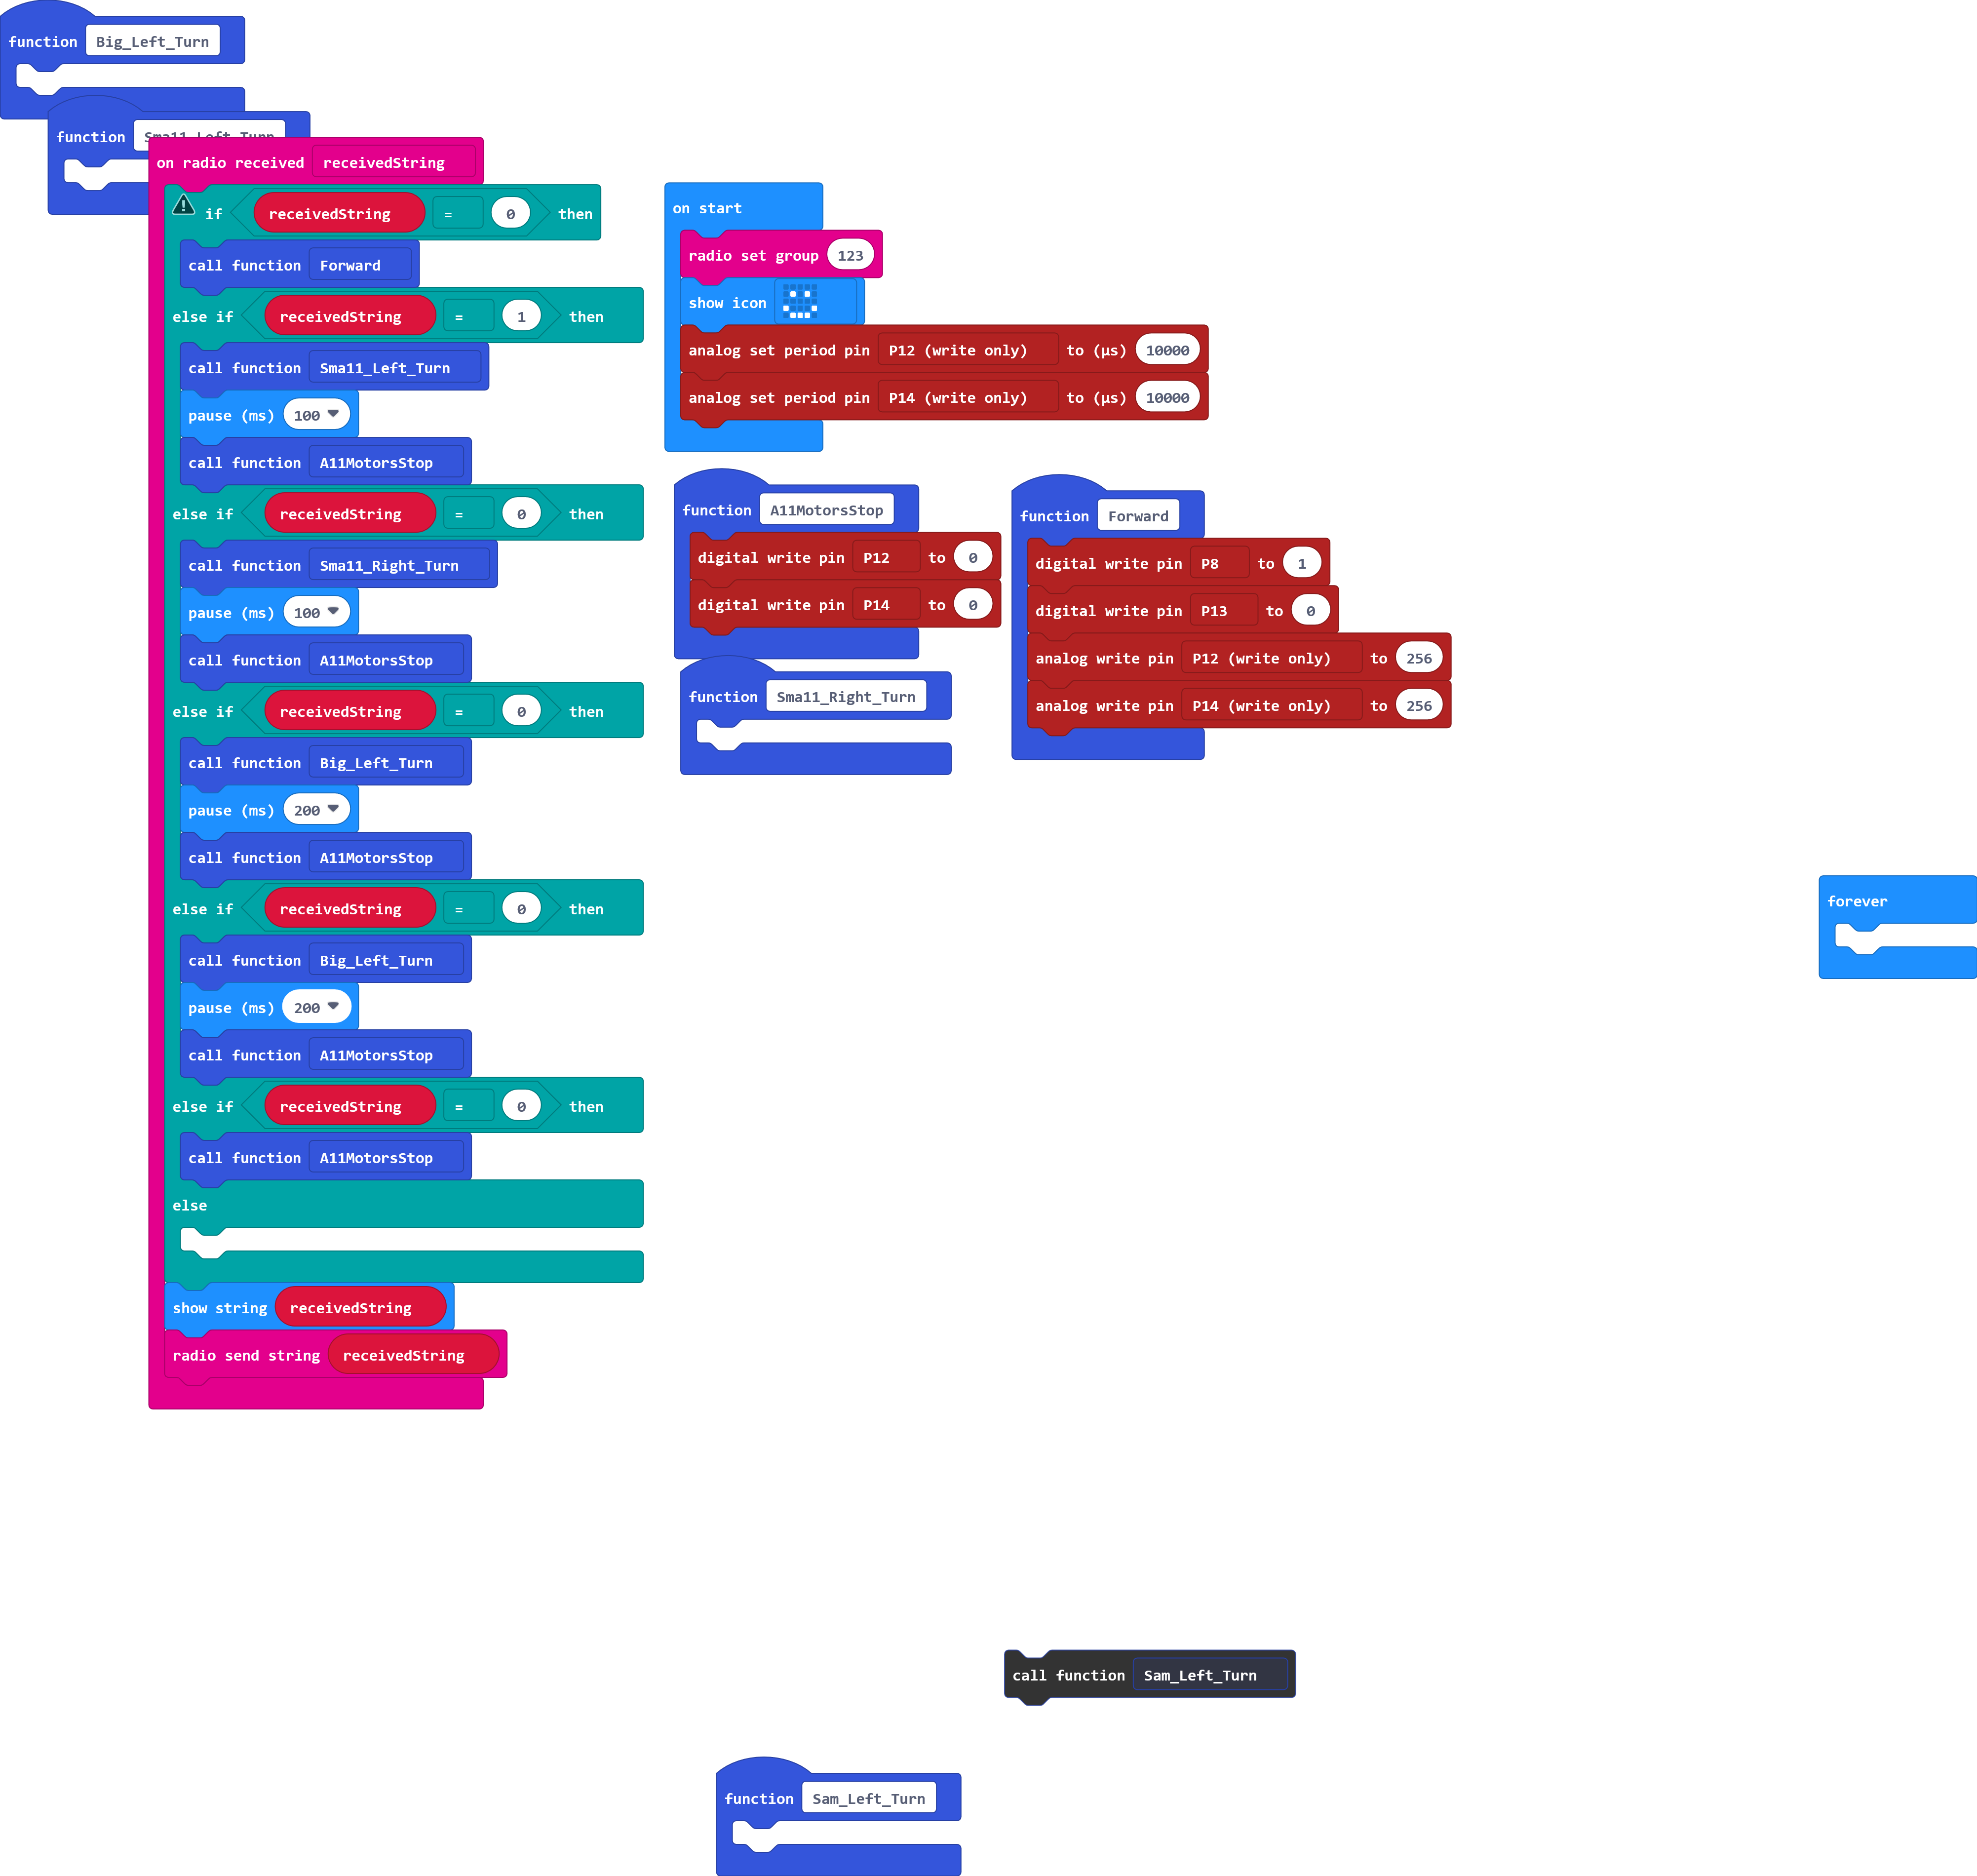 function Big_Left_Turn
function Sma11_Left_Turn
on radio received receivedString
if receivedString = 0 then
call function Forward
else if receivedString = 1 then
call function Sma11_Left_Turn
pause (ms) 100
call function A11MotorsStop
else if receivedString = 0 then
call function Sma11_Right_Turn
pause (ms) 100
call function A11MotorsStop
else if receivedString = 0 then
call function Big_Left_Turn
pause (ms) 200
call function A11MotorsStop
else if receivedString = 0 then
call function Big_Left_Turn
pause (ms) 200
call function A11MotorsStop
else if receivedString = 0 then
call function A11MotorsStop
else
show string receivedString
radio send string receivedString
on start
radio set group 123
show icon
analog set period pin P12 (write only) to (µs) 10000
analog set period pin P14 (write only) to (µs) 10000
function A11MotorsStop
digital write pin P12 to 0
digital write pin P14 to 0
function Sma11_Right_Turn
function Forward
digital write pin P8 to 1
digital write pin P13 to 0
analog write pin P12 (write only) to 256
analog write pin P14 (write only) to 256
forever
call function Sam_Left_Turn
function Sam_Left_Turn